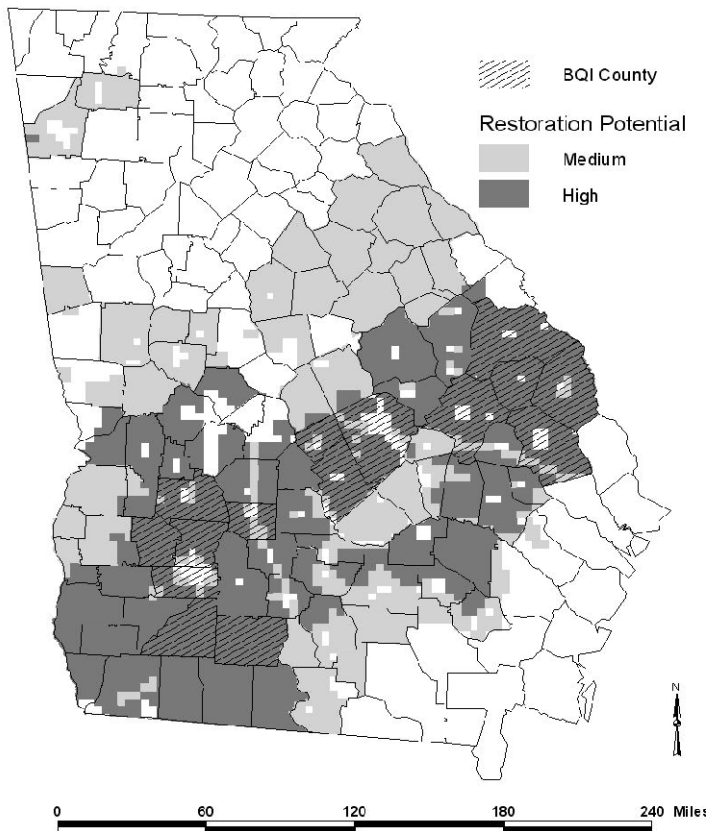 BQI County
Restoration Potential
Medium
High
N
0 60 120 180 240 Miles